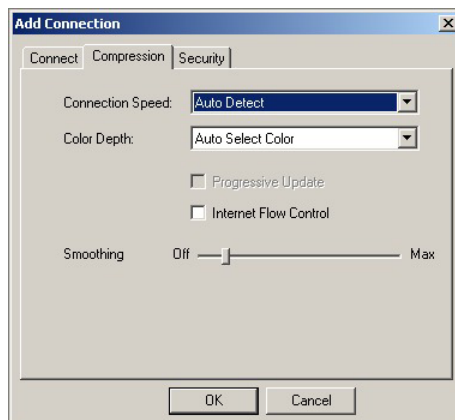 Add Connection
Connect Compression Security
Connection Speed: Auto Detect
Color Depth: Auto Select Color
Progressive Update
Internet Flow Control
Smoothing Off Max
OK Cancel